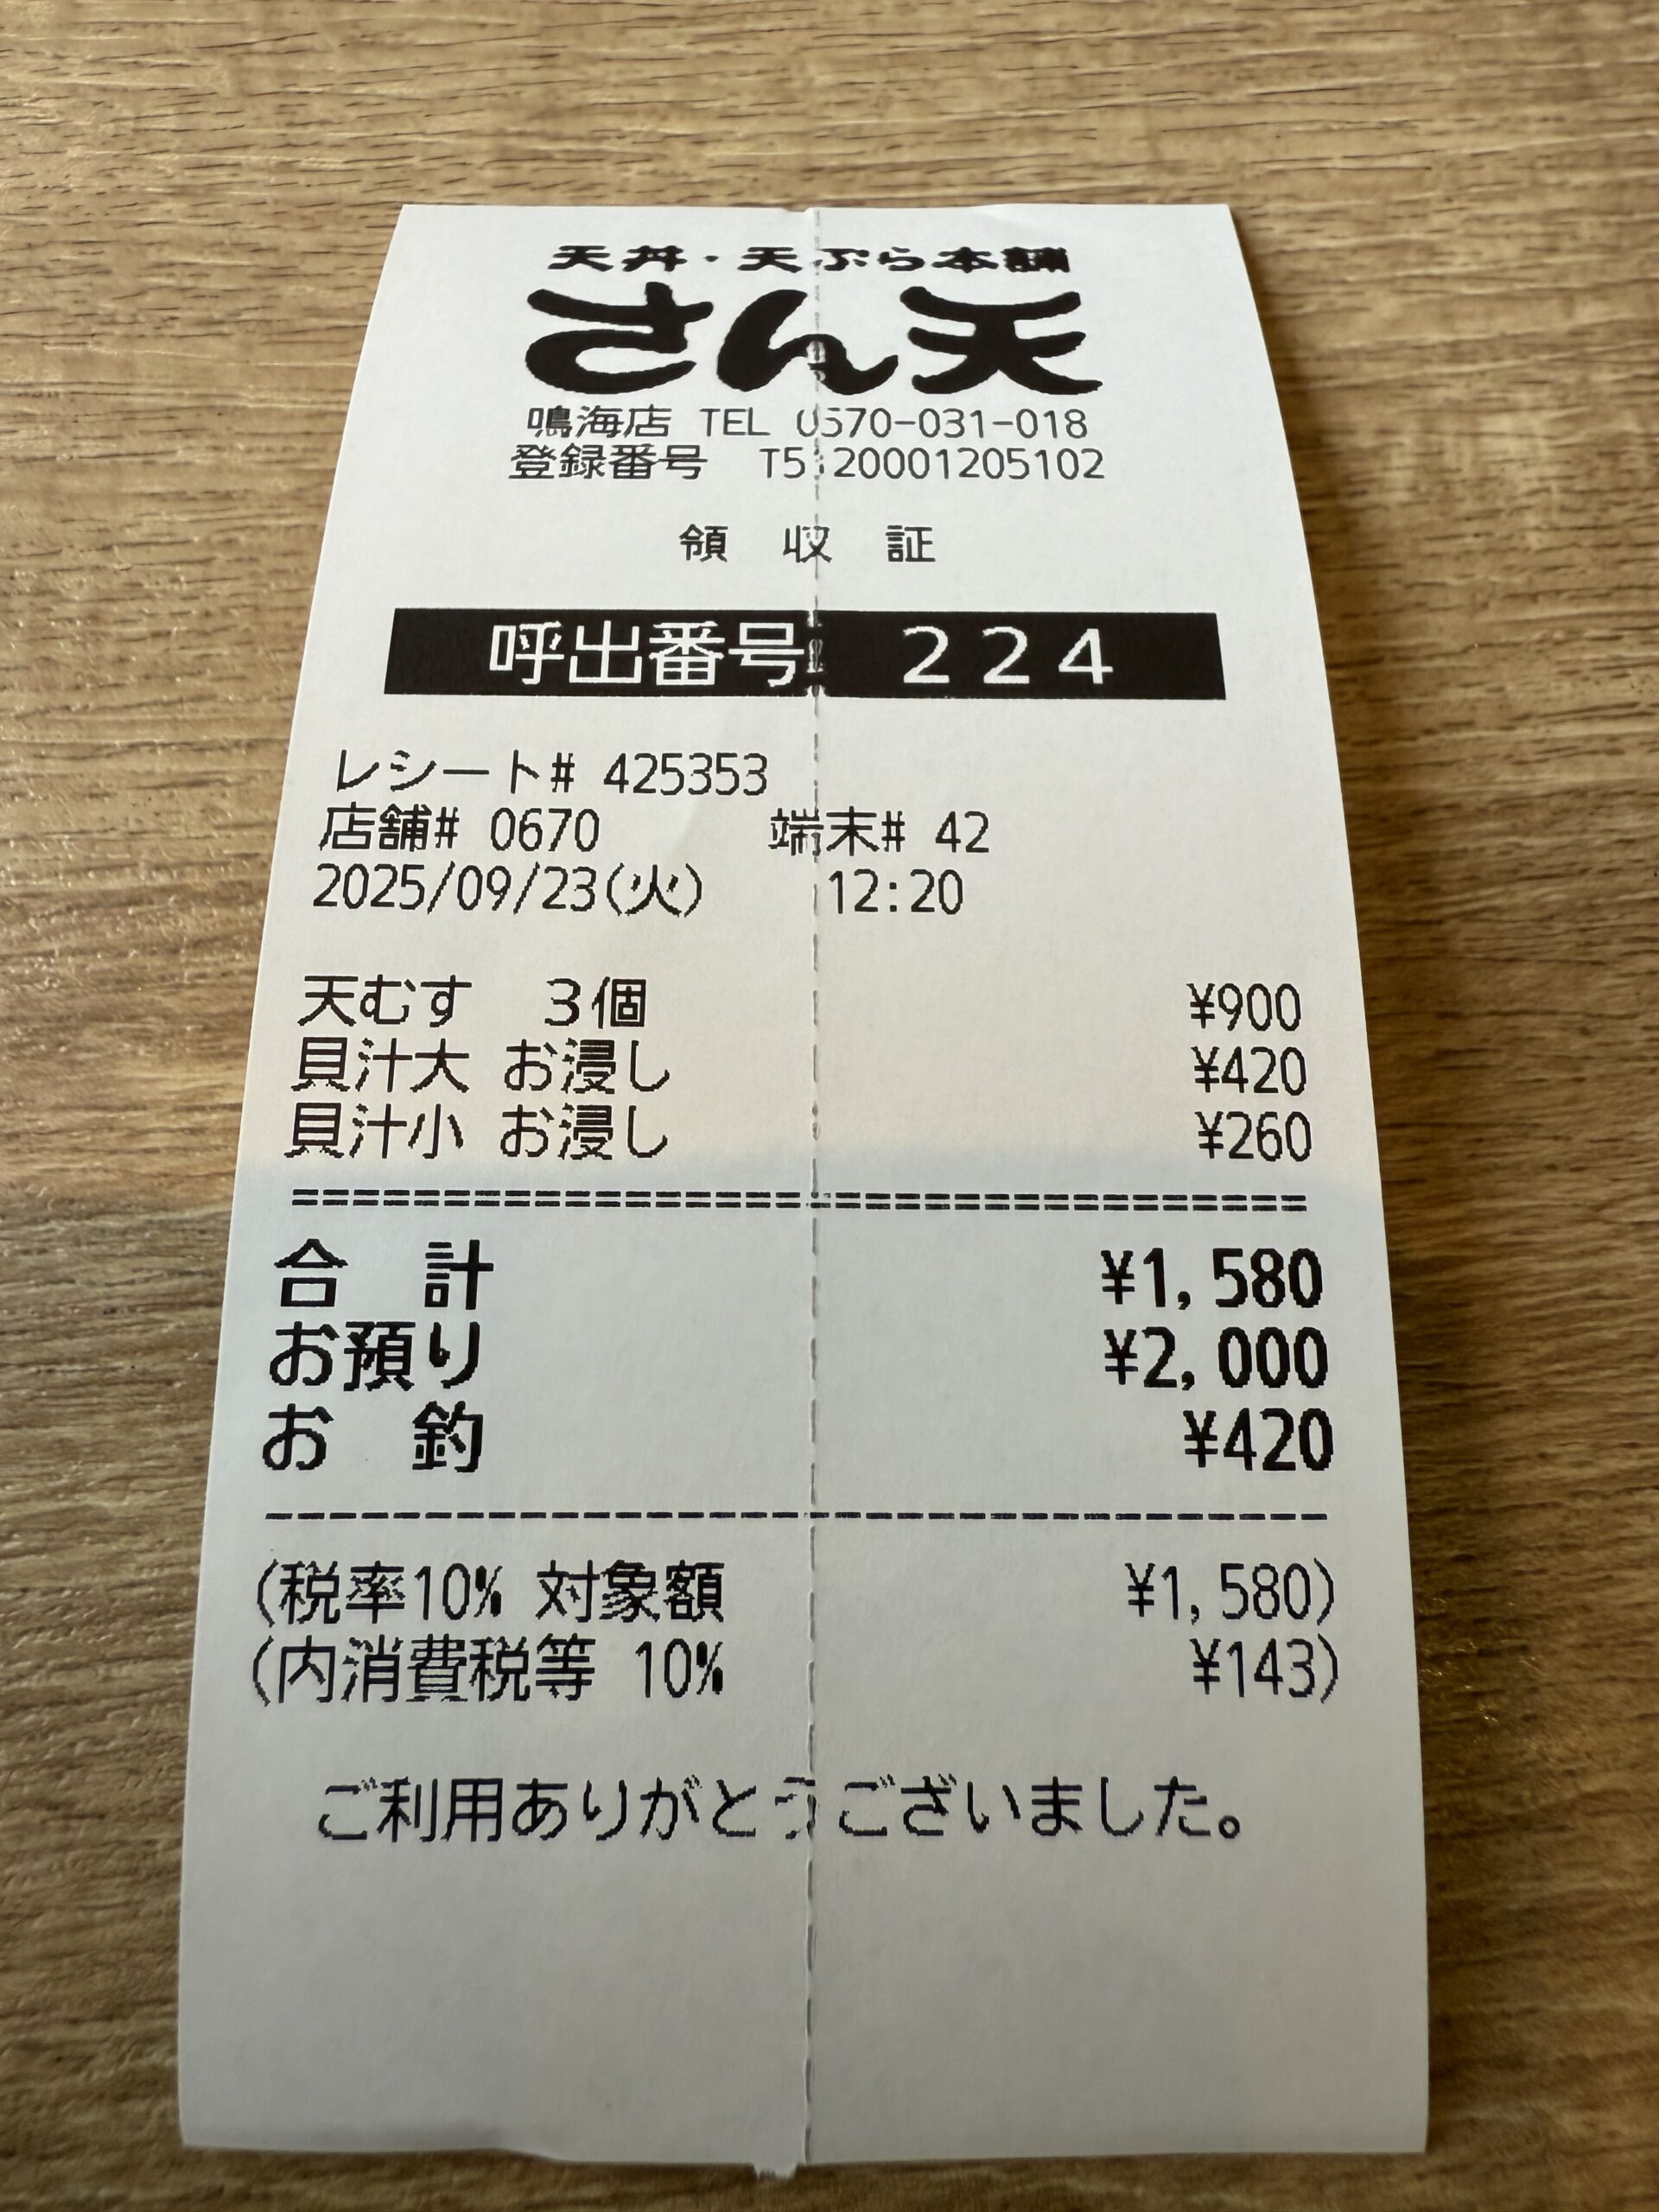 天丼・天ぷら本舗
さん天
鳴海店 TEL 0570-031-018
登録番号
領 収 証
呼出番号 224
レシート# 425353
店舗# 0670 端末# 42
2025/09/23(火) 12:20
天むす 3個 ¥900
貝汁大 お浸し ¥420
貝汁小 お浸し ¥260
==================================
合 計 ¥1,580
お預り ¥2,000
お 釣 ¥420
----------------------------------
(税率10% 対象額 ¥1,580)
(内消費税等 10% ¥143)
ご利用ありがとうございました。